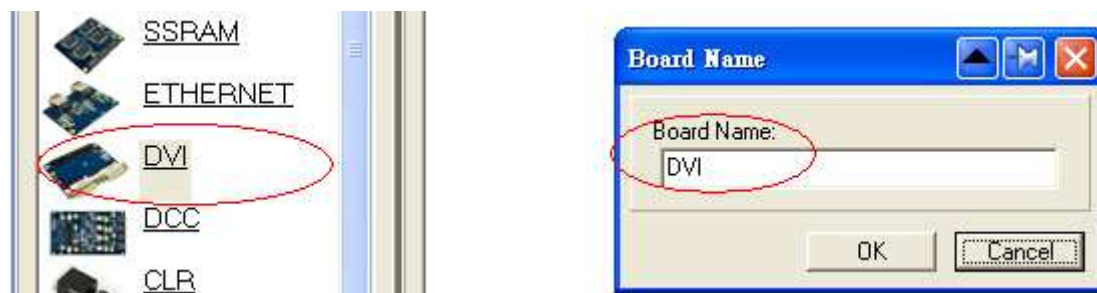 SSRAM
ETHERNET
DVI
DCC
CLR
Board Name
Board Name:
DVI
OK
Cancel